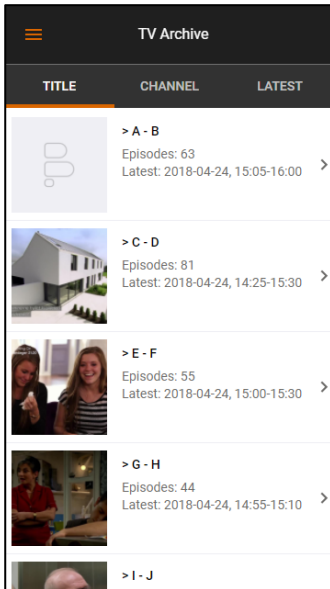 TV Archive
TITLE CHANNEL LATEST
> A - B
Episodes: 63
Latest: 2018-04-24, 15:05-16:00
> C - D
Episodes: 81
Latest: 2018-04-24, 14:25-15:30
> E - F
Episodes: 55
Latest: 2018-04-24, 15:00-15:30
> G - H
Episodes: 44
Latest: 2018-04-24, 14:55-15:10
> I - J